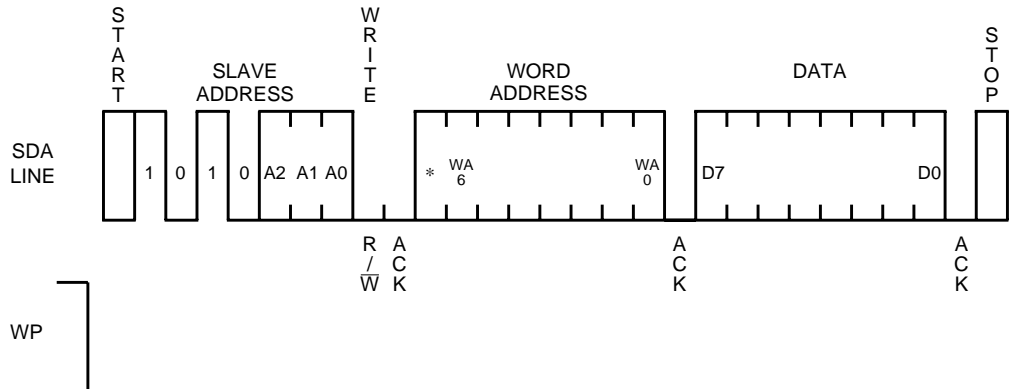 START
SLAVE
ADDRESS
WRITE
WORD
ADDRESS
DATA
STOP
SDA
LINE
1 0 1 0 A2 A1 A0 * WA
6 WA
0 D7 D0
R/W
ACK
ACK
ACK
WP